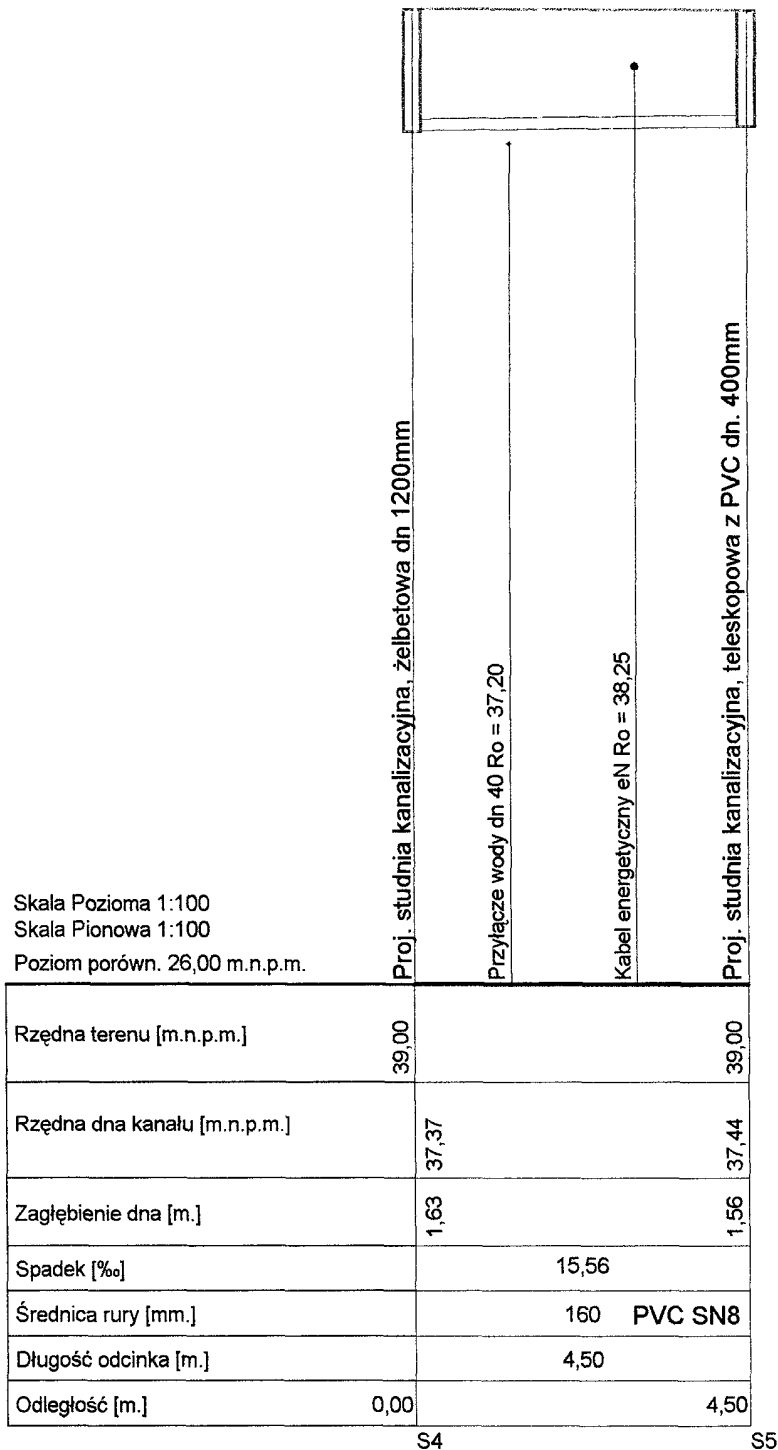 Proj. studnia kanalizacyjna, żelbetowa dn 1200mm
Przyłącze wody dn 40 Ro = 37,20
Kabel energetyczny eN Ro = 38,25
Proj. studnia kanalizacyjna, teleskopowa z PVC dn. 400mm
Skala Pozioma 1:100
Skala Pionowa 1:100
Poziom porówn. 26,00 m.n.p.m.
Rzędna terenu [m.n.p.m.] 39,00 39,00
Rzędna dna kanału [m.n.p.m.] 37,37 37,44
Zagłębienie dna [m.] 1,63 1,56
Spadek [‰] 15,56
Średnica rury [mm.] 160 PVC SN8
Długość odcinka [m.] 4,50
Odległość [m.] 0,00 4,50
S4 S5